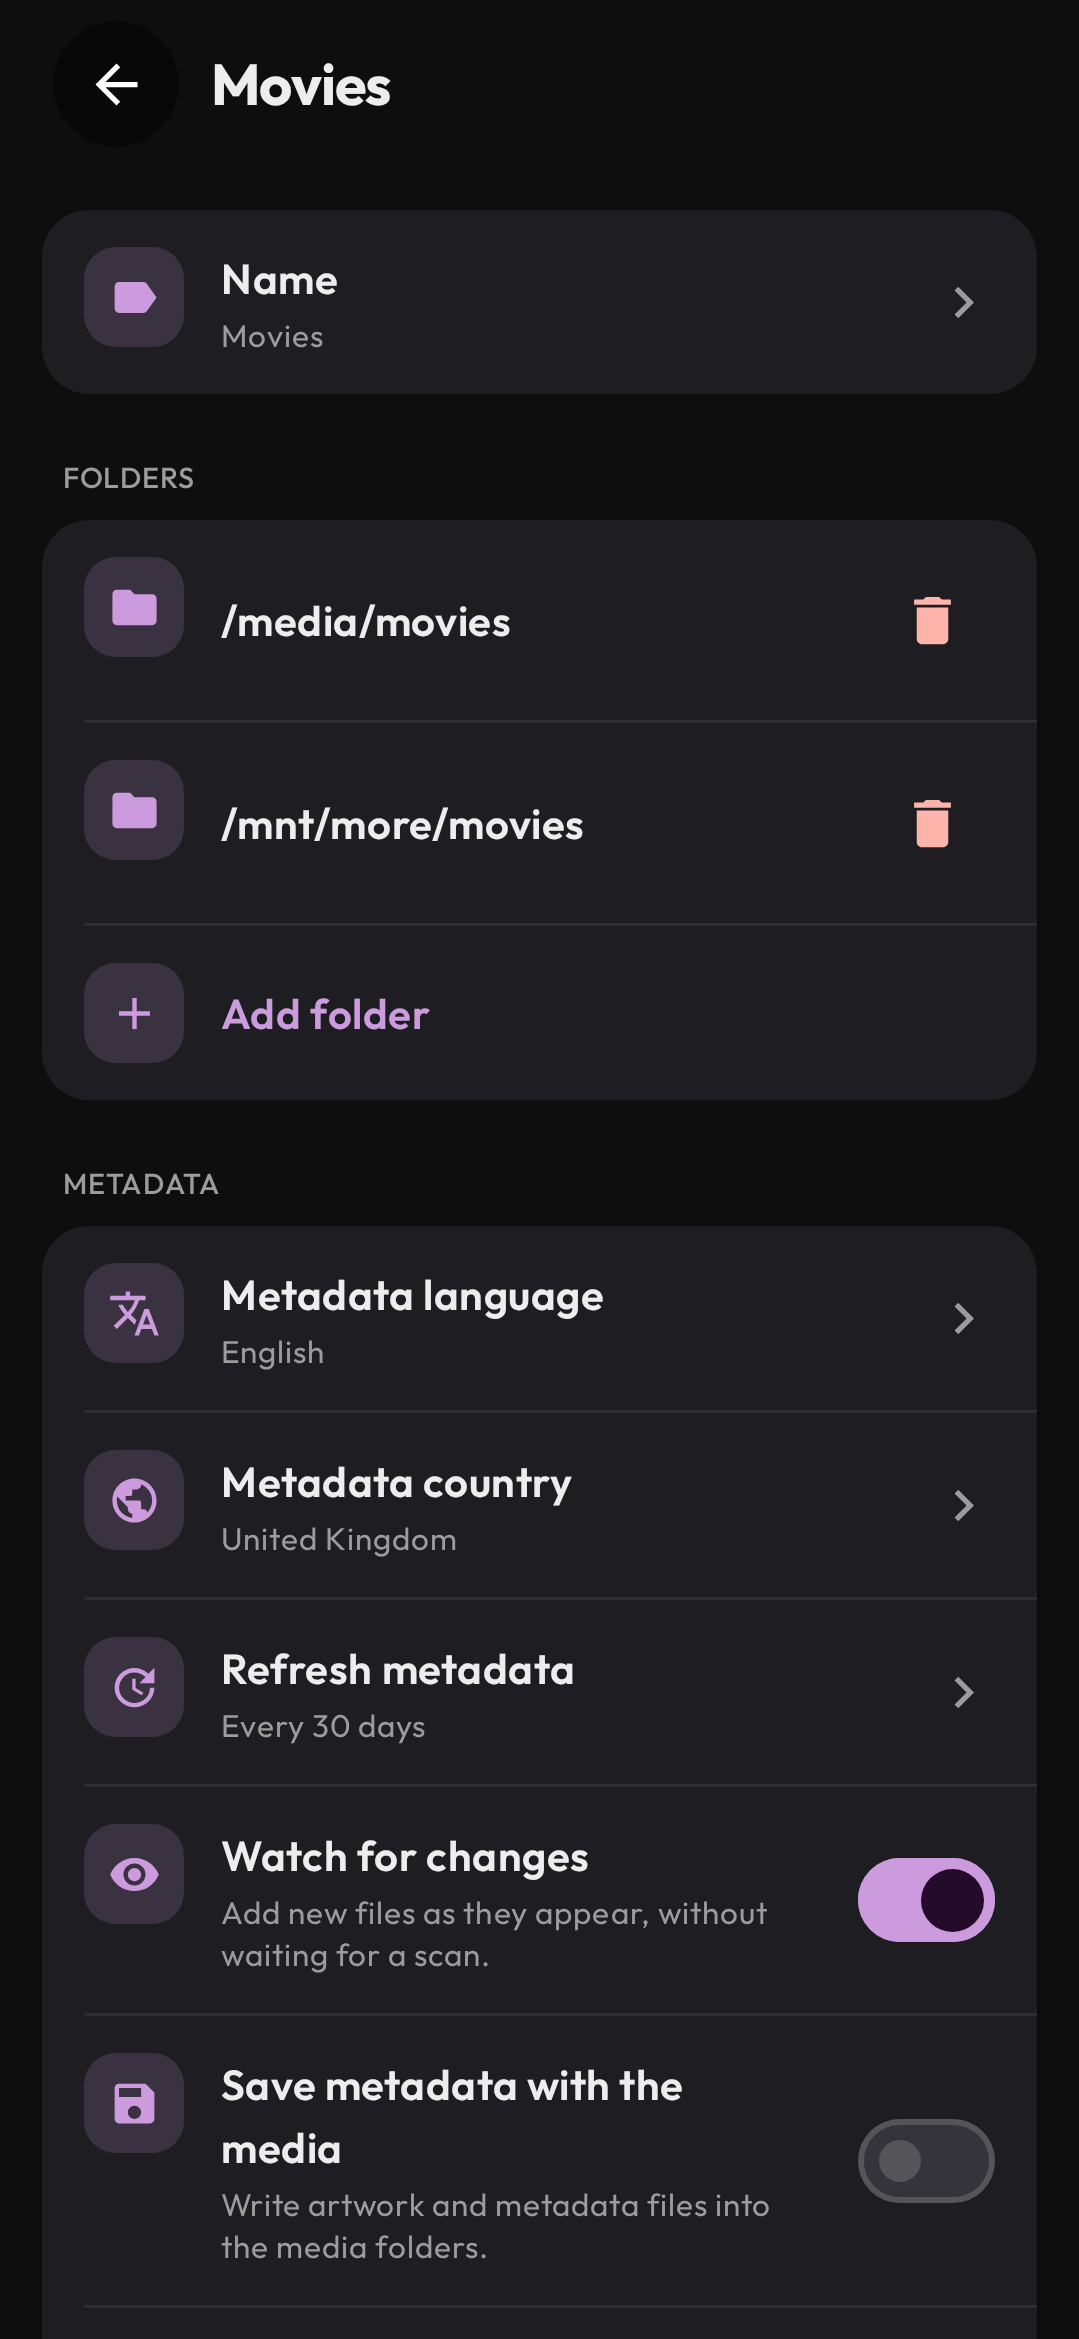 Movies
Name
Movies
FOLDERS
/media/movies
/mnt/more/movies
Add folder
METADATA
Metadata language
English
Metadata country
United Kingdom
Refresh metadata
Every 30 days
Watch for changes
Add new files as they appear, without
waiting for a scan.
Save metadata with the
media
Write artwork and metadata files into
the media folders.